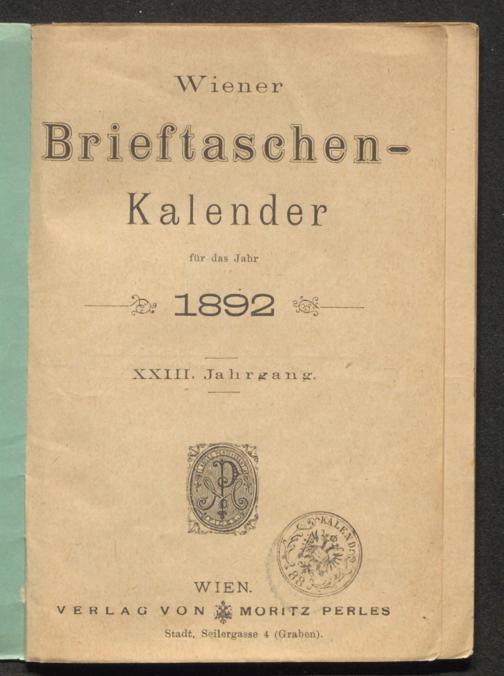 Wiener
Brieftaschen-
Kalender
für das Jahr
1892
XXIII. Jahrgang.
WIEN.
VERLAG VON MORITZ PERLES
Stadt, Seilergasse 4 (Graben).